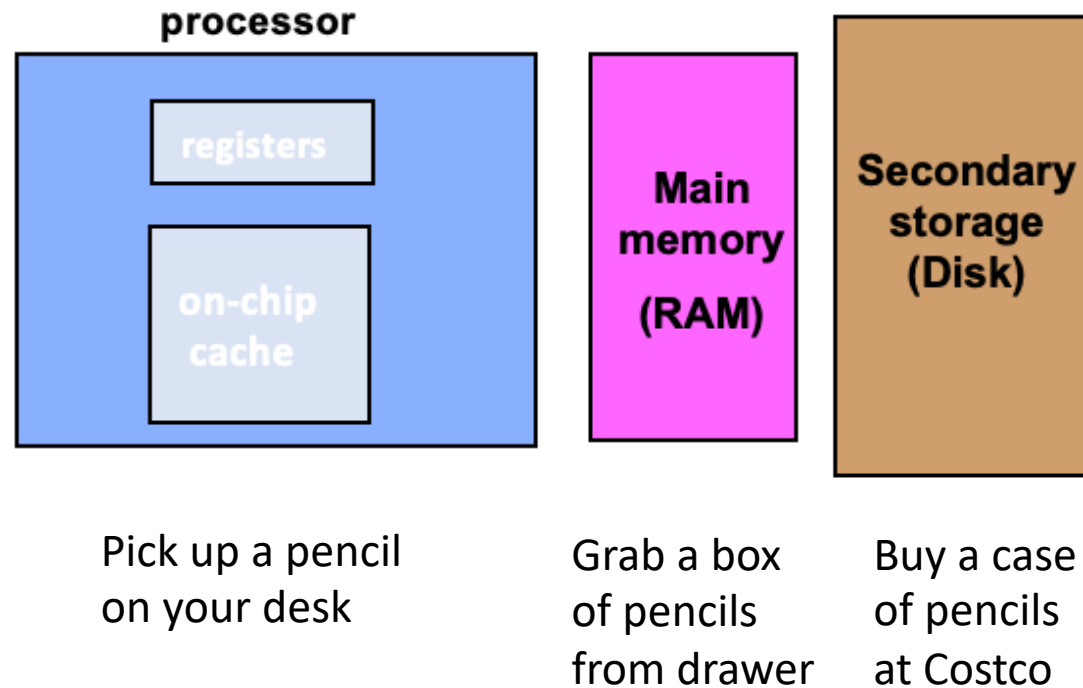 processor
registers
on-chip
cache
Main
memory
(RAM)
Secondary
storage
(Disk)
Pick up a pencil
on your desk
Grab a box
of pencils
from drawer
Buy a case
of pencils
at Costco